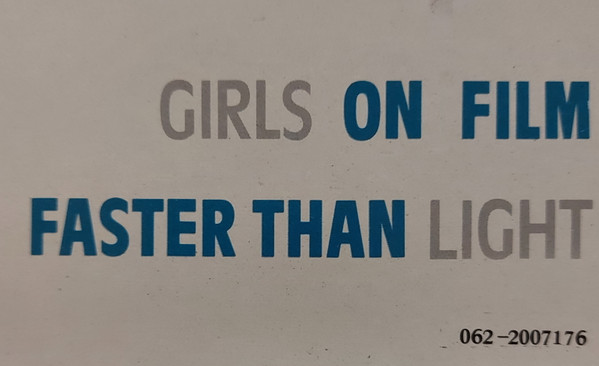 GIRLS ON FILM
FASTER THAN LIGHT
062-2007176